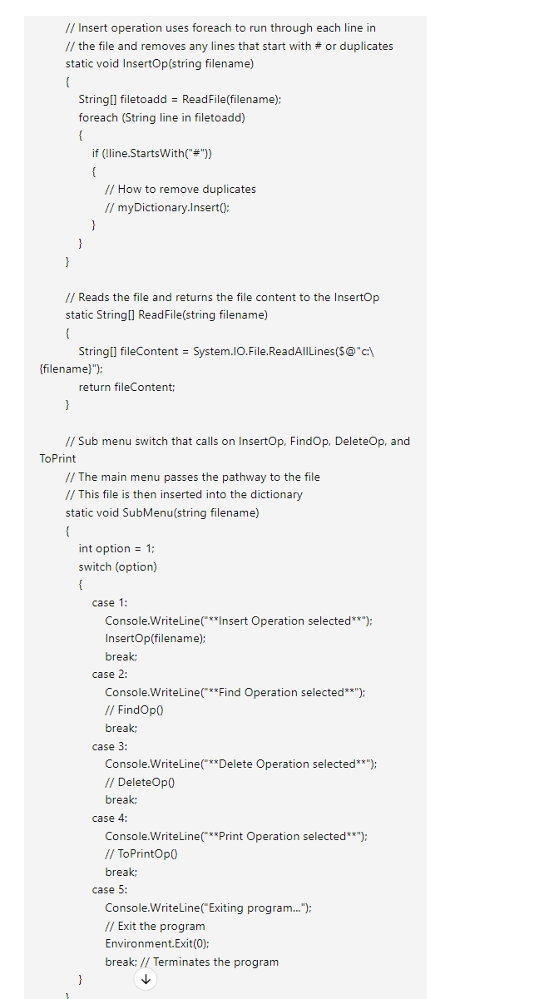 // Insert operation uses foreach to run through each line in
// the file and removes any lines that start with # or duplicates
static void InsertOp(string filename)
{
String[] filetoadd = ReadFile(filename);
foreach (String line in filetoadd)
{
if (!line.StartsWith("#"))
{
// How to remove duplicates
// myDictionary.Insert();
}
}
}
// Reads the file and returns the file content to the InsertOp
static String[] ReadFile(string filename)
{
String[] fileContent = System.IO.File.ReadAllLines($@"c:\
{filename}");
return fileContent;
}
// Sub menu switch that calls on InsertOp, FindOp, DeleteOp, and
ToPrint
// The main menu passes the pathway to the file
// This file is then inserted into the dictionary
static void SubMenu(string filename)
{
int option = 1;
switch (option)
{
case 1:
Console.WriteLine("**Insert Operation selected**");
InsertOp(filename);
break;
case 2:
Console.WriteLine("**Find Operation selected**");
// FindOp()
break;
case 3:
Console.WriteLine("**Delete Operation selected**");
// DeleteOp()
break;
case 4:
Console.WriteLine("**Print Operation selected**");
// ToPrintOp()
break;
case 5:
Console.WriteLine("Exiting program...");
// Exit the program
Environment.Exit(0);
break; // Terminates the program
}
}